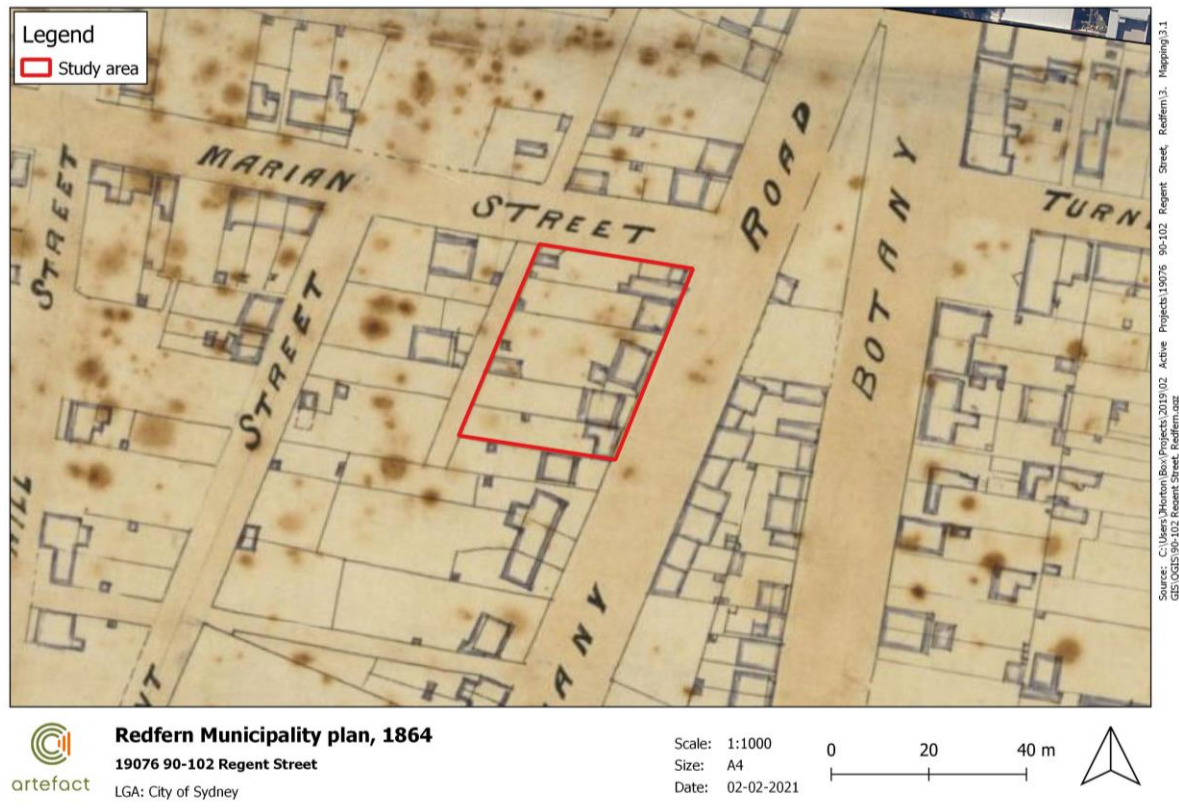 Legend
Study area
MARIAN
STREET
ROAD
BOTANY
TURN
STREET
STREET
HILL
NT
ANY
Source: C:\Users\JHorton\Box\Projects\2019\02 Active Projects\19076 90-102 Regent Street, Redfern\3. Mapping\3.1
GIS\QGIS\90-102 Regent Street, Redfern.qgz
artefact
Redfern Municipality plan, 1864
19076 90-102 Regent Street
LGA: City of Sydney
Scale: 1:1000
Size: A4
Date: 02-02-2021
0 20 40 m